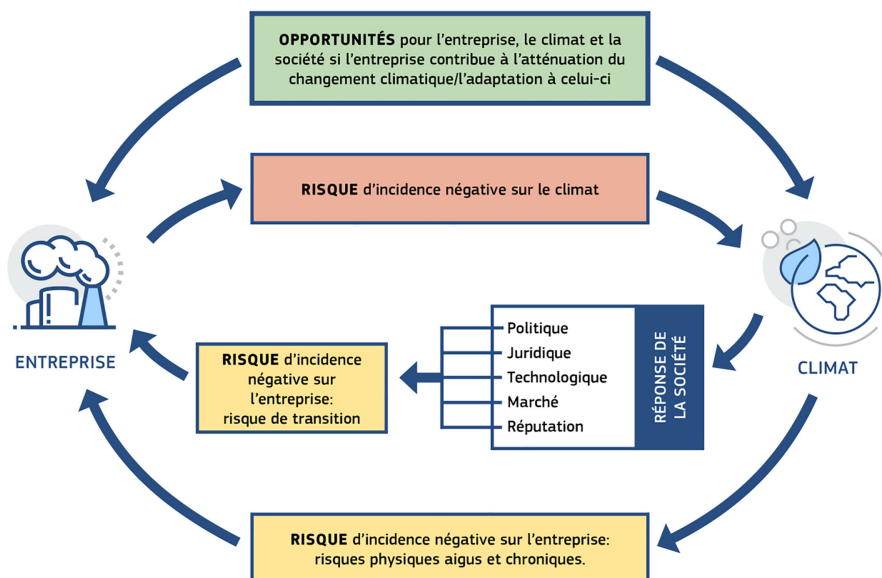 OPPORTUNITÉS pour l'entreprise, le climat et la
société si l'entreprise contribue à l'atténuation du
changement climatique/l'adaptation à celui-ci
RISQUE d'incidence négative sur le climat
ENTREPRISE
RISQUE d'incidence
négative sur
l'entreprise:
risque de transition
Politique
Juridique
Technologique
Marché
Réputation
RÉPONSE DE
LA SOCIÉTÉ
CLIMAT
RISQUE d'incidence négative sur l'entreprise:
risques physiques aigus et chroniques.